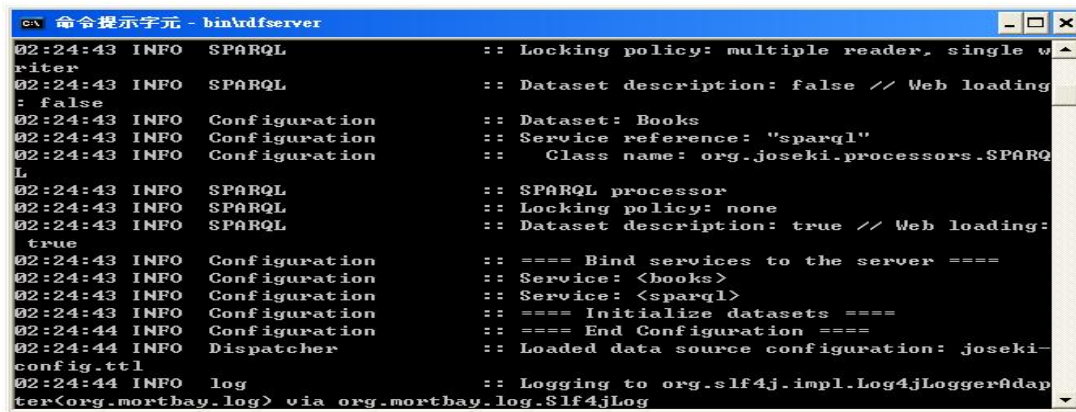 命令提示字元 - bin\rdfserver
02:24:43 INFO  SPARQL               :: Locking policy: multiple reader, single w
riter
02:24:43 INFO  SPARQL               :: Dataset description: false // Web loading
: false
02:24:43 INFO  Configuration        :: Dataset: Books
02:24:43 INFO  Configuration        :: Service reference: "sparql"
02:24:43 INFO  Configuration        ::   Class name: org.joseki.processors.SPARQ
L
02:24:43 INFO  SPARQL               :: SPARQL processor
02:24:43 INFO  SPARQL               :: Locking policy: none
02:24:43 INFO  SPARQL               :: Dataset description: true // Web loading:
 true
02:24:43 INFO  Configuration        :: ==== Bind services to the server ====
02:24:43 INFO  Configuration        :: Service: <books>
02:24:43 INFO  Configuration        :: Service: <sparql>
02:24:43 INFO  Configuration        :: ==== Initialize datasets ====
02:24:44 INFO  Configuration        :: ==== End Configuration ====
02:24:44 INFO  Dispatcher           :: Loaded data source configuration: joseki-
config.ttl
02:24:44 INFO  log                  :: Logging to org.slf4j.impl.Log4jLoggerAdap
ter(org.mortbay.log) via org.mortbay.log.Slf4jLog